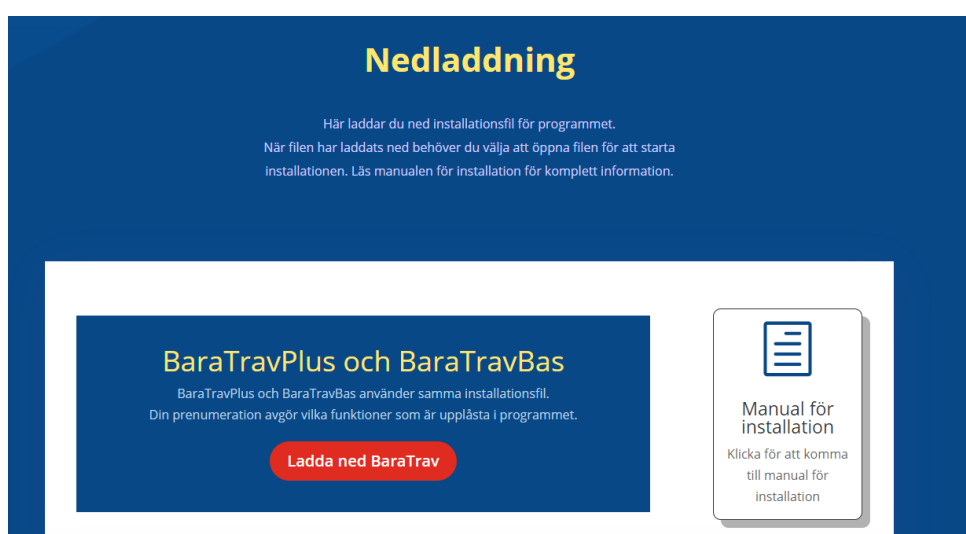 Nedladdning
Här laddar du ned installationsfil för programmet.
När filen har laddats ned behöver du välja att öppna filen för att starta
installationen. Läs manualen för installation för komplett information.
BaraTravPlus och BaraTravBas
BaraTravPlus och BaraTravBas använder samma installationsfil.
Din prenumeration avgör vilka funktioner som är upplåsta i programmet.
Ladda ned BaraTrav
Manual för
installation
Klicka för att komma
till manual för
installation